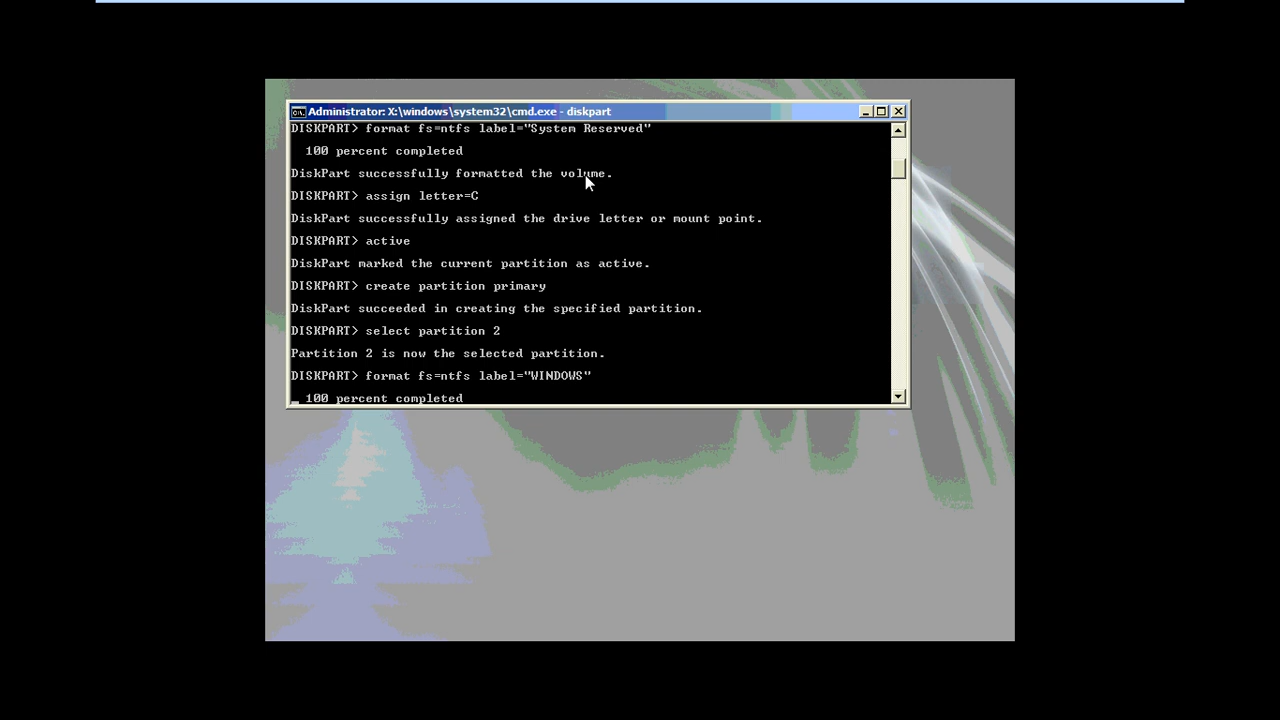 Administrator: X:\windows\system32\cmd.exe - diskpart
DISKPART> format fs=ntfs label="System Reserved"
100 percent completed
DiskPart successfully formatted the volume.
DISKPART> assign letter=C
DiskPart successfully assigned the drive letter or mount point.
DISKPART> active
DiskPart marked the current partition as active.
DISKPART> create partition primary
DiskPart succeeded in creating the specified partition.
DISKPART> select partition 2
Partition 2 is now the selected partition.
DISKPART> format fs=ntfs label="WINDOWS"
100 percent completed